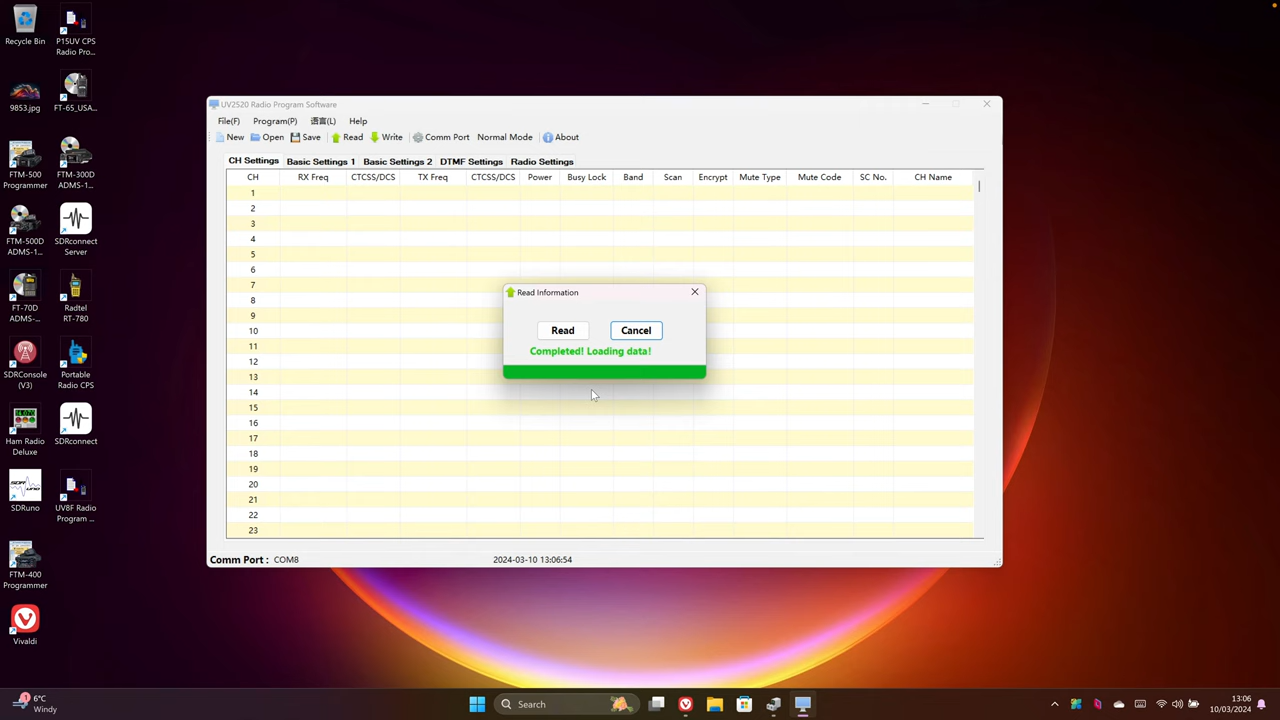 Recycle Bin
P15UV CPS
Radio Pro...
9853.jpg
FT-65_USA...
FTM-500
Programmer
FTM-300D
ADMS-1...
FTM-500D
ADMS-1...
SDRconnect
Server
FT-70D
ADMS-...
Radtel
RT-780
SDRConsole
(V3)
Portable
Radio CPS
Ham Radio
Deluxe
SDRconnect
SDRuno
UV8F Radio
Program ...
FTM-400
Programmer
Vivaldi
UV2520 Radio Program Software
File(F) Program(P) 语言(L) Help
New Open Save Read Write Comm Port Normal Mode About
CH Settings Basic Settings 1 Basic Settings 2 DTMF Settings Radio Settings
CH RX Freq CTCSS/DCS TX Freq CTCSS/DCS Power Busy Lock Band Scan Encrypt Mute Type Mute Code SC No. CH Name
1
2
3
4
5
6
7
8
9
10
11
12
13
14
15
16
17
18
19
20
21
22
23
Read Information
Read Cancel
Completed! Loading data!
Comm Port : COM8 2024-03-10 13:06:54
1
6°C
Windy
Search
13:06
10/03/2024